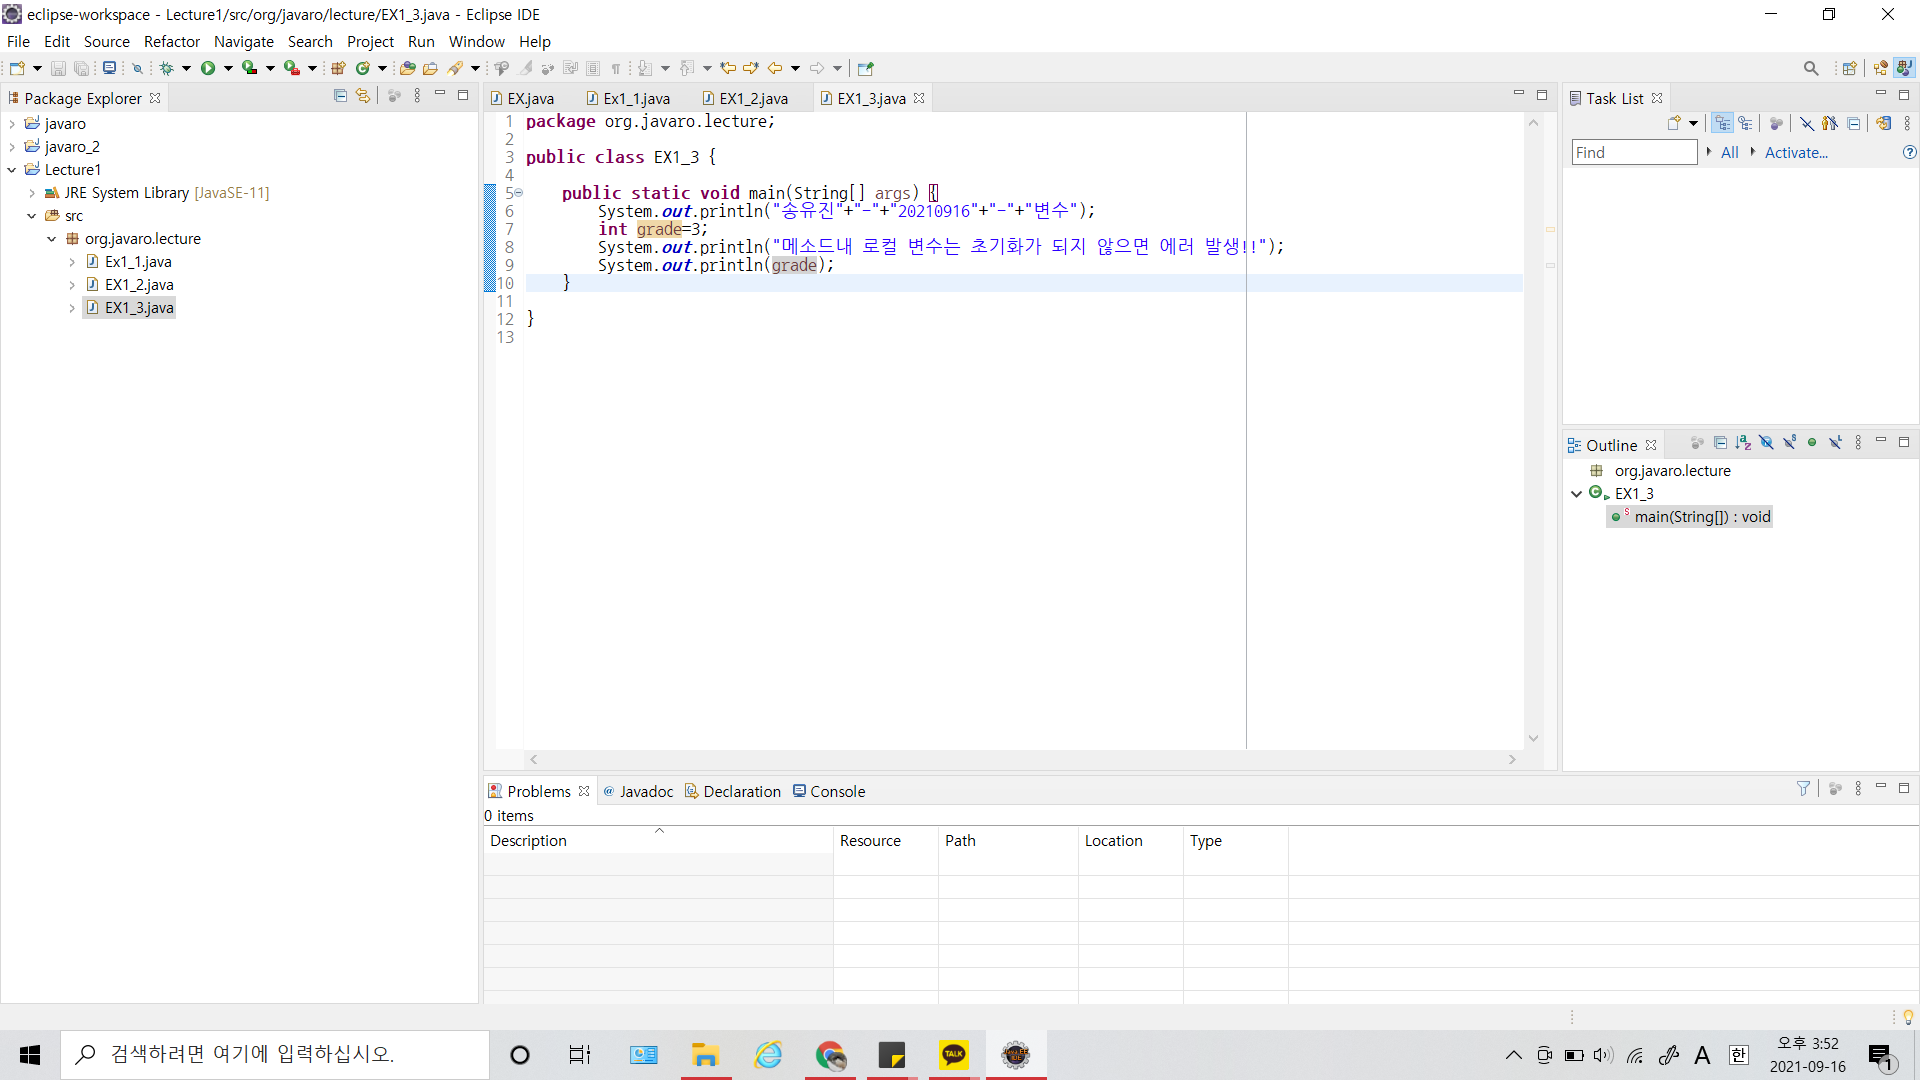 eclipse-workspace - Lecture1/src/org/javaro/lecture/EX1_3.java - Eclipse IDE
File Edit Source Refactor Navigate Search Project Run Window Help
Package Explorer
javaro
javaro_2
Lecture1
JRE System Library [JavaSE-11]
src
org.javaro.lecture
Ex1_1.java
EX1_2.java
EX1_3.java
EX.java Ex1_1.java EX1_2.java EX1_3.java
1 package org.javaro.lecture;
2
3 public class EX1_3 {
4
5 public static void main(String[] args) {
6 System.out.println("송유진"+"-"+"20210916"+"-"+"변수");
7 int grade=3;
8 System.out.println("메소드내 로컬 변수는 초기화가 되지 않으면 에러 발생!!");
9 System.out.println(grade);
10 }
11
12 }
13
Task List
Find All Activate...
Outline
org.javaro.lecture
EX1_3
main(String[]) : void
Problems Javadoc Declaration Console
0 items
Description Resource Path Location Type
검색하려면 여기에 입력하십시오.
TALK
A 한
오후 3:52
2021-09-16
1